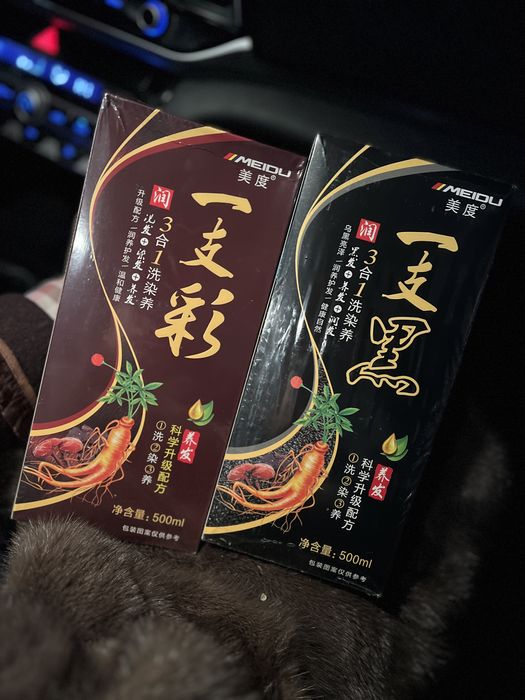 MEIDU
美度®
一支彩
润
3合1洗染养
洗发+染发+养发
升级配方一润养护发一温和健康
养发
科学升级配方
①洗②染③养
净含量:500ml
包装图案仅供参考
MEIDU
美度®
一支黑
润
3合1洗染养
黑发+养发+润发
乌黑亮泽一润养护发一健康自然
养发
科学升级配方
①洗②染③养
净含量:500ml
包装图案仅供参考